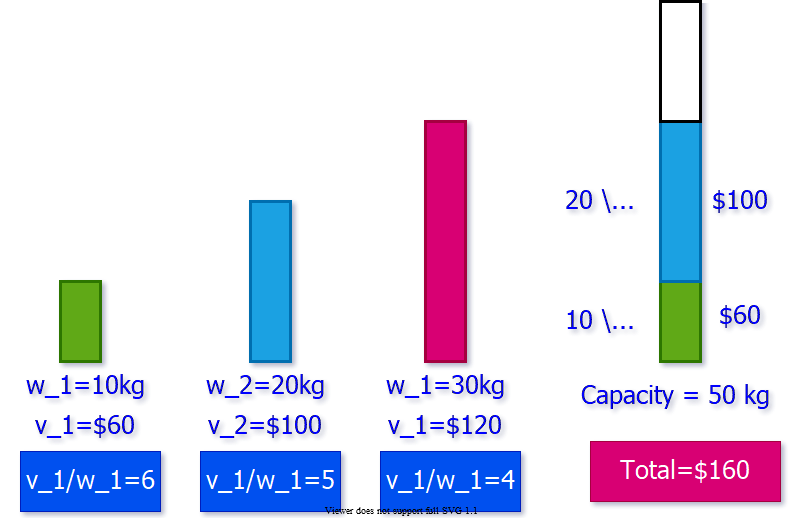 20 \...
$100
10 \...
$60
w_1=10kg
v_1=$60
v_1/w_1=6
w_2=20kg
v_2=$100
v_1/w_1=5
w_1=30kg
v_1=$120
v_1/w_1=4
Capacity = 50 kg
Total=$160
Viewer does not support full SVG 1.1